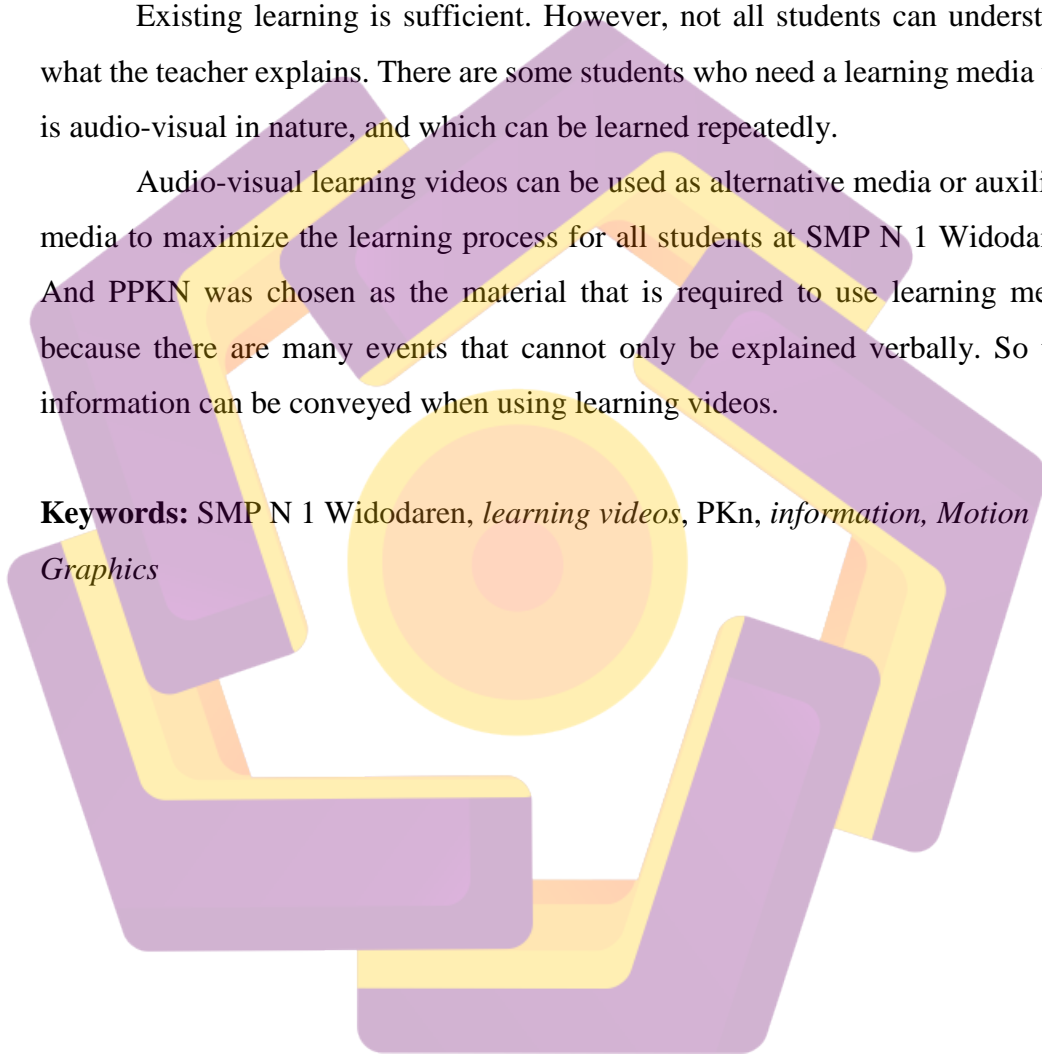 Existing learning is sufficient. However, not all students can underst
what the teacher explains. There are some students who need a learning media
is audio-visual in nature, and which can be learned repeatedly.
Audio-visual learning videos can be used as alternative media or auxili
media to maximize the learning process for all students at SMP N 1 Widoda
And PPKN was chosen as the material that is required to use learning me
because there are many events that cannot only be explained verbally. So
information can be conveyed when using learning videos.
Keywords: SMP N 1 Widodaren, learning videos, PKn, information, Motion
Graphics